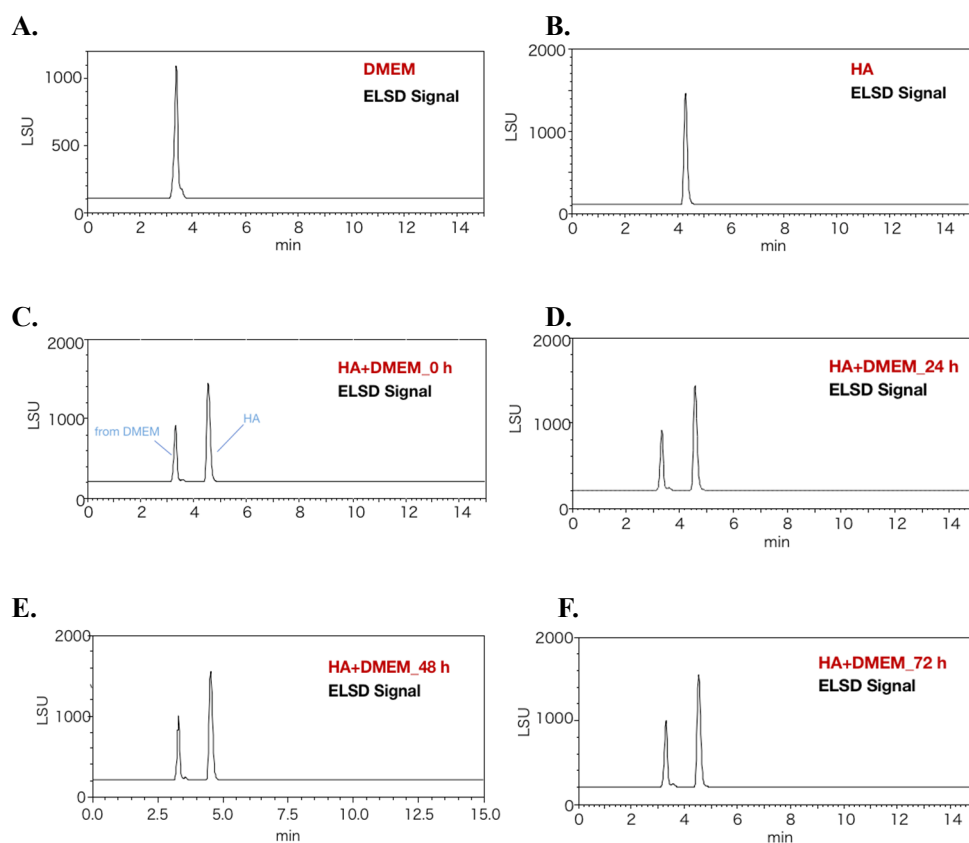 A.
DMEM
ELSD Signal
LSU
1000
500
0
0 2 4 6 8 10 12 14
min
B.
HA
ELSD Signal
LSU
2000
1000
0
0 2 4 6 8 10 12 14
min
C.
HA+DMEM_0 h
ELSD Signal
from DMEM
HA
LSU
2000
1000
0
0 2 4 6 8 10 12 14
D.
HA+DMEM_24 h
ELSD Signal
LSU
2000
1000
0
0 2 4 6 8 10 12 14
min
E.
HA+DMEM_48 h
ELSD Signal
LSU
2000
1000
0
0.0 2.5 5.0 7.5 10.0 12.5 15.0
min
F.
HA+DMEM_72 h
ELSD Signal
LSU
2000
1000
0
0 2 4 6 8 10 12 14
min